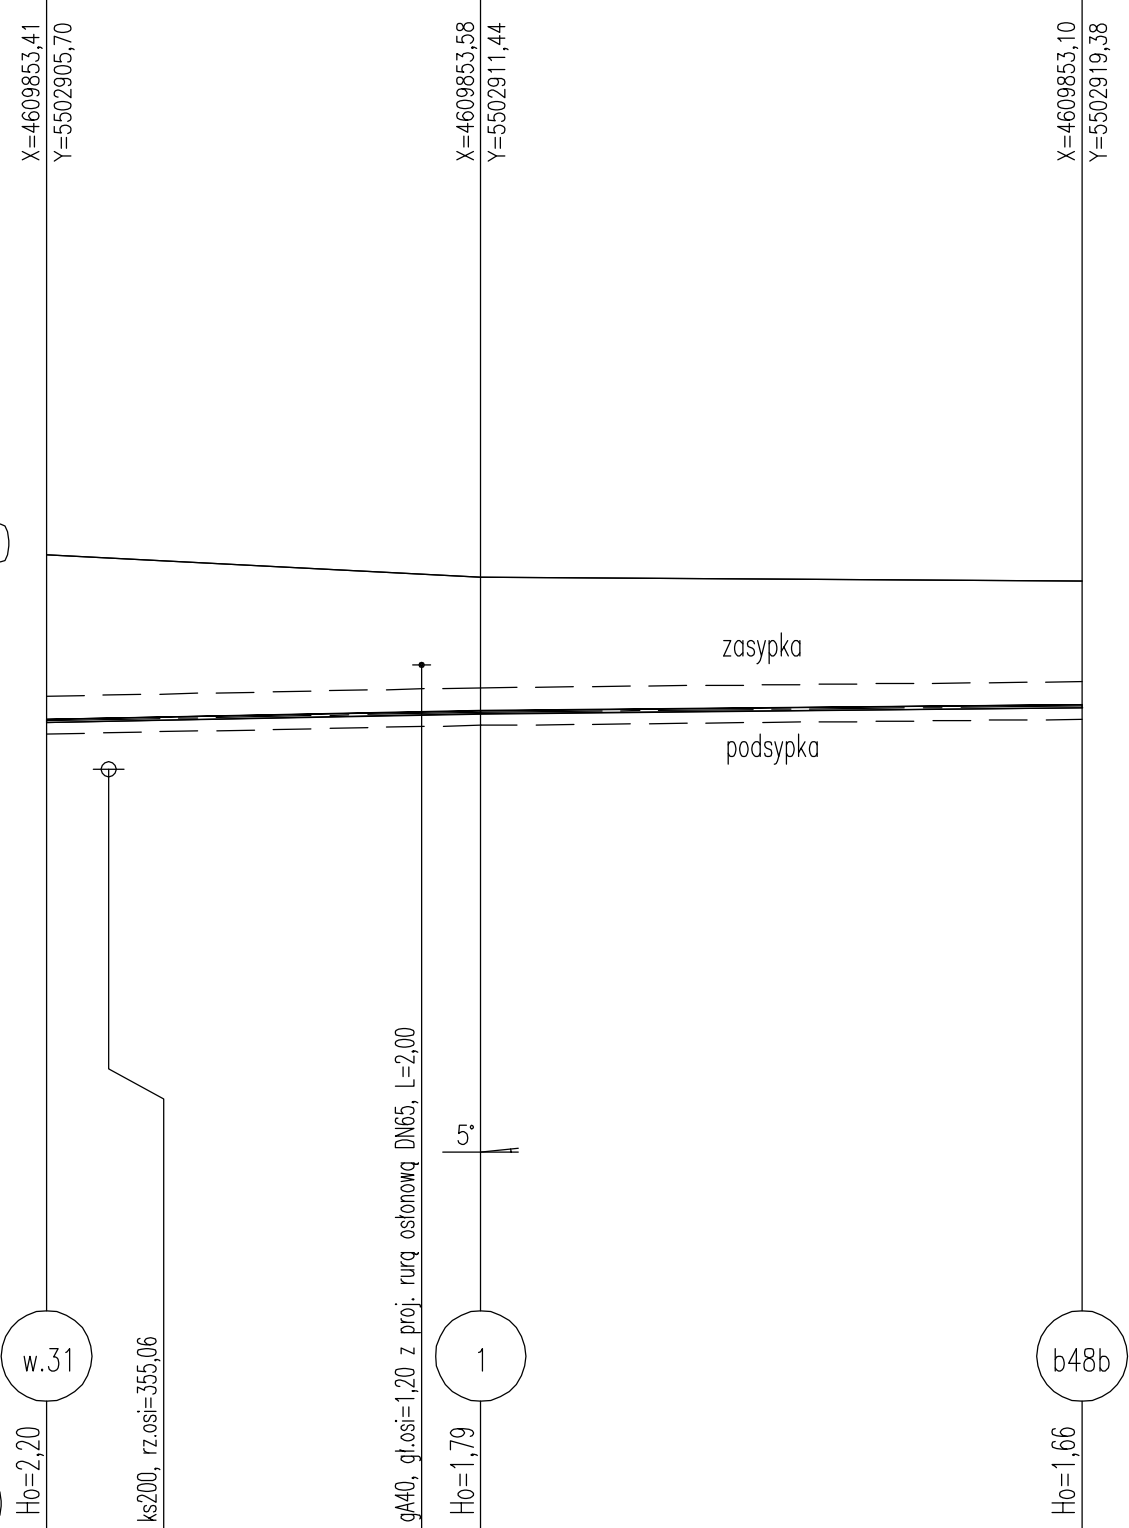 X=4609853,41
Y=5502905,70
X=4609853,58
Y=5502911,44
X=4609853,10
Y=5502919,38
zasypka
podsypka
gA40, gł.osi=1,20 z proj. rurą osłonową DN65, L=2,00
5°
w.31
1
b48b
ks200, rz.osi=355,06
Ho=2,20
Ho=1,79
Ho=1,66